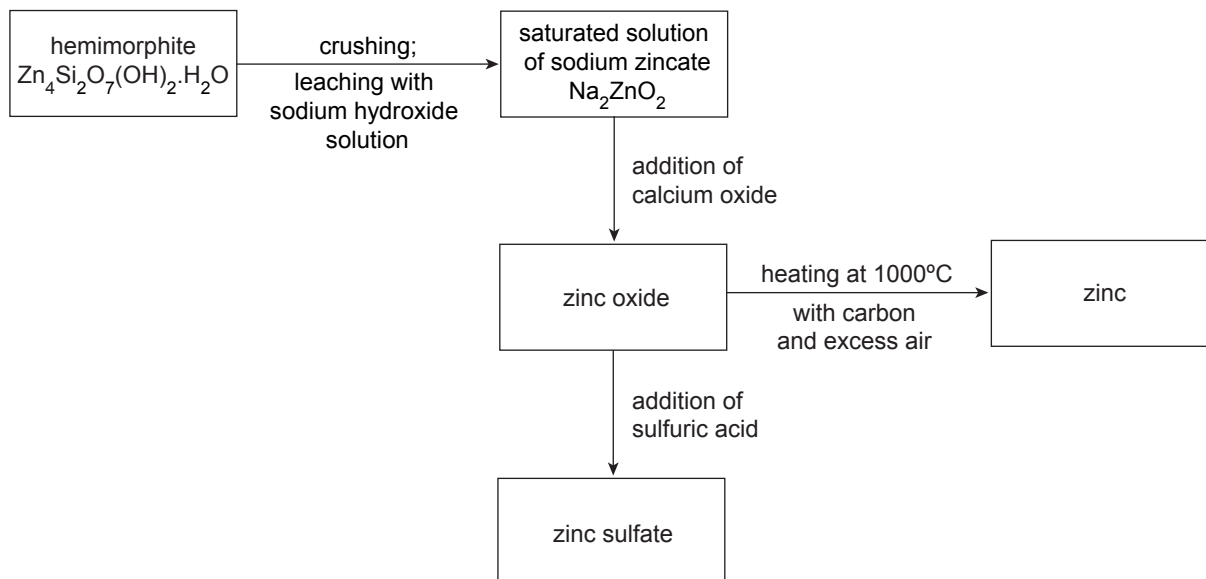 hemimorphite
Zn₄Si₂O₇(OH)₂.H₂O
crushing;
leaching with
sodium hydroxide
solution
saturated solution
of sodium zincate
Na₂ZnO₂
addition of
calcium oxide
zinc oxide
heating at 1000ºC
with carbon
and excess air
zinc
addition of
sulfuric acid
zinc sulfate